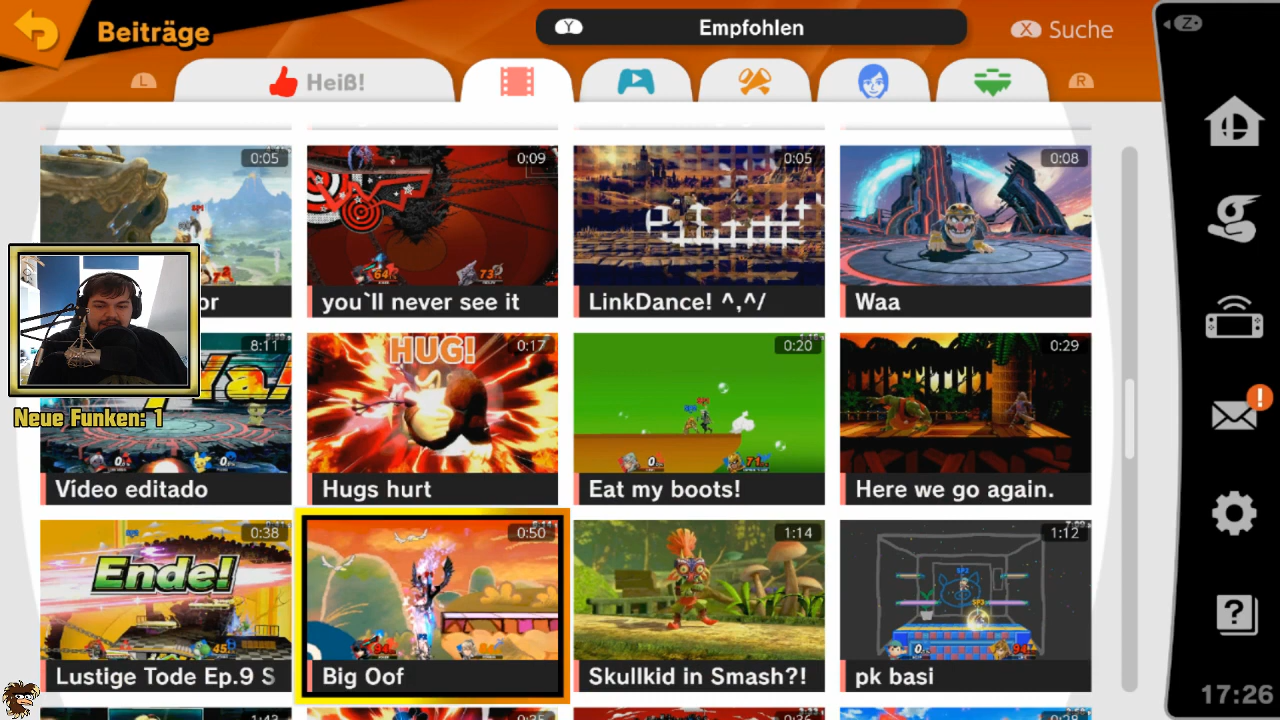 Beiträge
Y
Empfohlen
X Suche
Z
L
Heiß!
R
0:05
0:09
0:05
0:08
or
you`ll never see it
LinkDance! ^,^/
Waa
8:11
HUG!
0:17
0:20
0:29
Neue Funken: 1
Vídeo editado
Hugs hurt
Eat my boots!
Here we go again.
0:38
0:50
1:14
1:12
Ende!
Lustige Tode Ep.9 S
Big Oof
Skullkid in Smash?!
pk basi
17:26